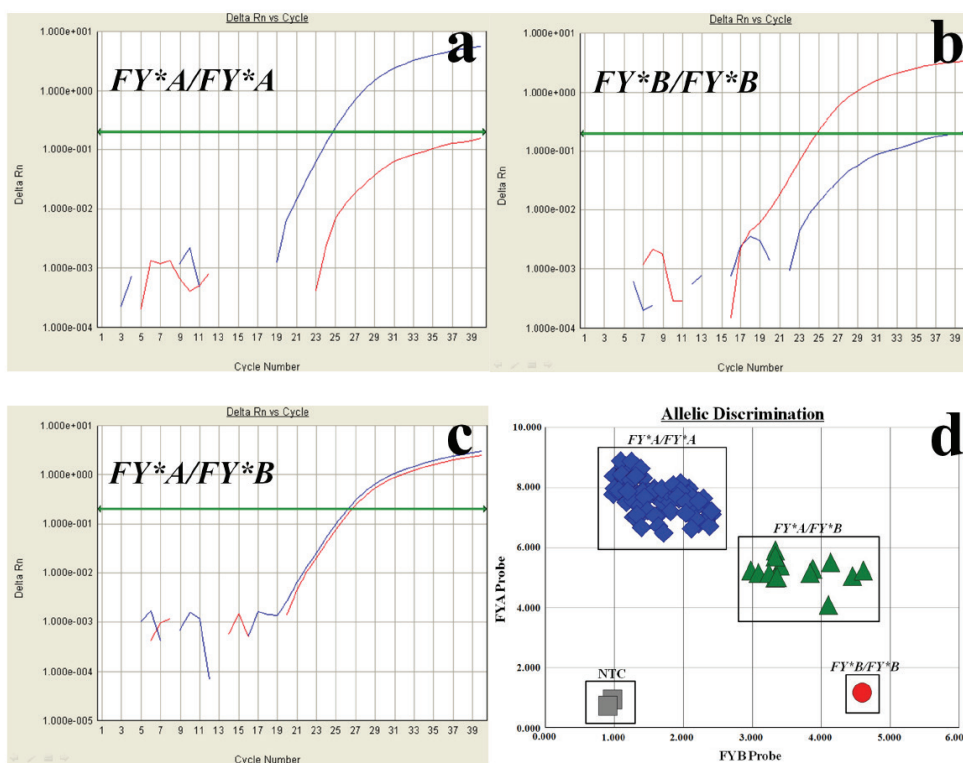 Delta Rn vs Cycle
a
FY*A/FY*A
Delta Rn
1.000e+001
1.000e+000
1.000e-001
1.000e-002
1.000e-003
1.000e-004
1 3 5 7 9 11 13 15 17 19 21 23 25 27 29 31 33 35 37 39
Cycle Number
Delta Rn vs Cycle
b
FY*B/FY*B
Delta Rn
1.000e+001
1.000e+000
1.000e-001
1.000e-002
1.000e-003
1.000e-004
1 3 5 7 9 11 13 15 17 19 21 23 25 27 29 31 33 35 37 39
Cycle Number
Delta Rn vs Cycle
c
FY*A/FY*B
Delta Rn
1.000e+001
1.000e+000
1.000e-001
1.000e-002
1.000e-003
1.000e-004
1.000e-005
1 3 5 7 9 11 13 15 17 19 21 23 25 27 29 31 33 35 37 39
Cycle Number
Allelic Discrimination
d
FY*A/FY*A
FY*A/FY*B
FY*B/FY*B
NTC
FYA Probe
10.000
8.000
6.000
4.000
2.000
0.000
0.000 1.000 2.000 3.000 4.000 5.000 6.000
FYB Probe